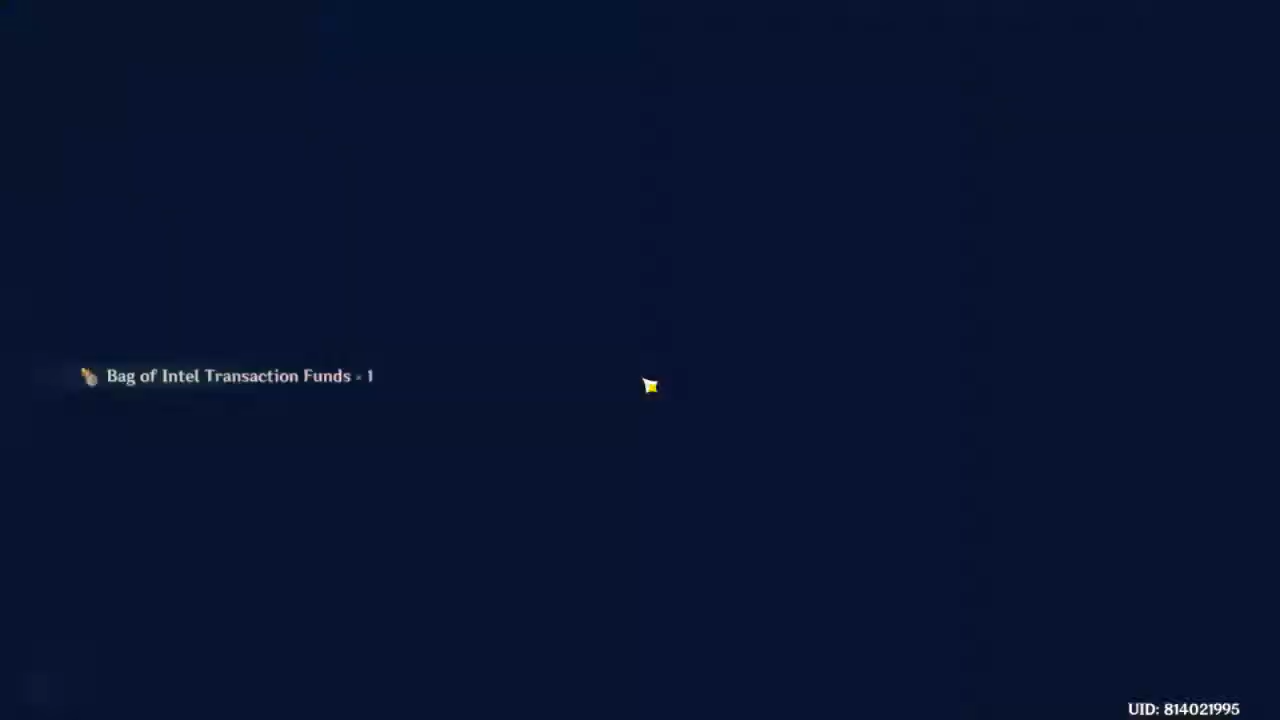 Bag of Intel Transaction Funds × 1
UID: 814021995